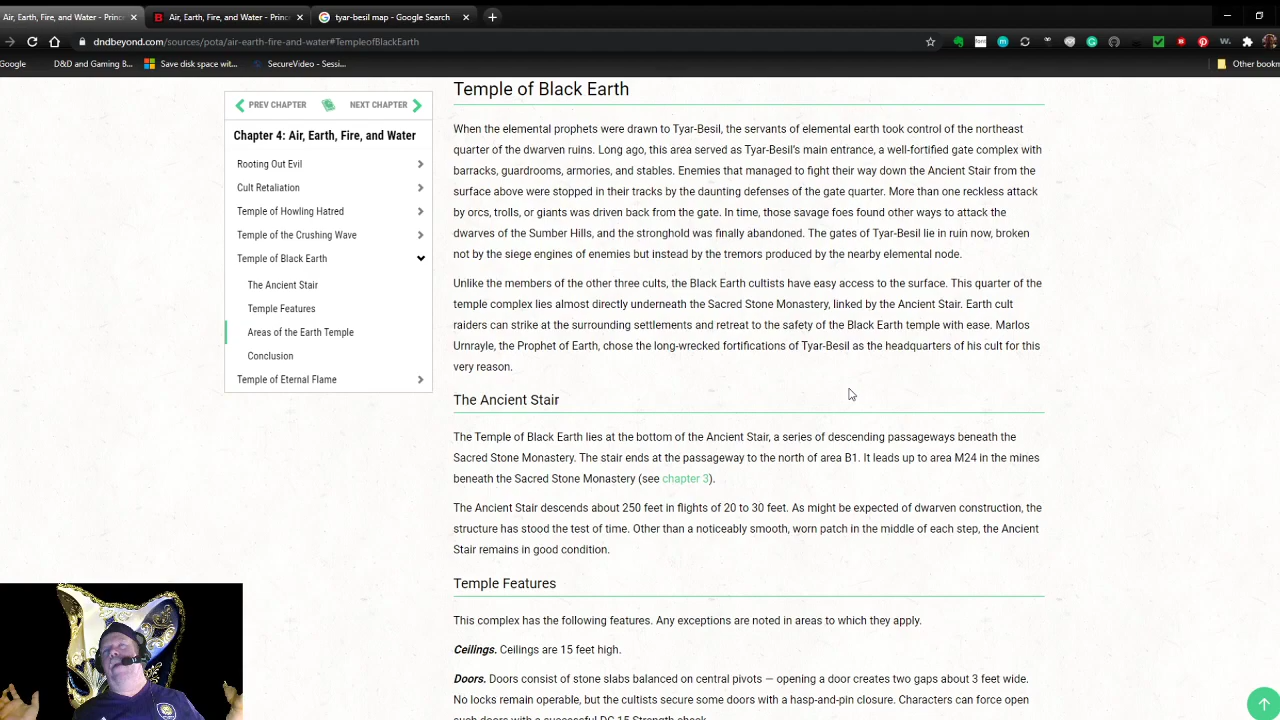 Air, Earth, Fire, and Water - Prince
Air, Earth, Fire, and Water - Princ
tyar-besil map - Google Search
dndbeyond.com/sources/pota/air-earth-fire-and-water#TempleofBlackEarth
Google
D&D and Gaming B...
Save disk space wit...
SecureVideo - Sessi...
Other bookm
PREV CHAPTER
NEXT CHAPTER
Chapter 4: Air, Earth, Fire, and Water
Rooting Out Evil
Cult Retaliation
Temple of Howling Hatred
Temple of the Crushing Wave
Temple of Black Earth
The Ancient Stair
Temple Features
Areas of the Earth Temple
Conclusion
Temple of Eternal Flame
Temple of Black Earth
When the elemental prophets were drawn to Tyar-Besil, the servants of elemental earth took control of the northeast
quarter of the dwarven ruins. Long ago, this area served as Tyar-Besil's main entrance, a well-fortified gate complex with
barracks, guardrooms, armories, and stables. Enemies that managed to fight their way down the Ancient Stair from the
surface above were stopped in their tracks by the daunting defenses of the gate quarter. More than one reckless attack
by orcs, trolls, or giants was driven back from the gate. In time, those savage foes found other ways to attack the
dwarves of the Sumber Hills, and the stronghold was finally abandoned. The gates of Tyar-Besil lie in ruin now, broken
not by the siege engines of enemies but instead by the tremors produced by the nearby elemental node.
Unlike the members of the other three cults, the Black Earth cultists have easy access to the surface. This quarter of the
temple complex lies almost directly underneath the Sacred Stone Monastery, linked by the Ancient Stair. Earth cult
raiders can strike at the surrounding settlements and retreat to the safety of the Black Earth temple with ease. Marlos
Urnrayle, the Prophet of Earth, chose the long-wrecked fortifications of Tyar-Besil as the headquarters of his cult for this
very reason.
The Ancient Stair
The Temple of Black Earth lies at the bottom of the Ancient Stair, a series of descending passageways beneath the
Sacred Stone Monastery. The stair ends at the passageway to the north of area B1. It leads up to area M24 in the mines
beneath the Sacred Stone Monastery (see chapter 3).
The Ancient Stair descends about 250 feet in flights of 20 to 30 feet. As might be expected of dwarven construction, the
structure has stood the test of time. Other than a noticeably smooth, worn patch in the middle of each step, the Ancient
Stair remains in good condition.
Temple Features
This complex has the following features. Any exceptions are noted in areas to which they apply.
Ceilings. Ceilings are 15 feet high.
Doors. Doors consist of stone slabs balanced on central pivots — opening a door creates two gaps about 3 feet wide.
No locks remain operable, but the cultists secure some doors with a hasp-and-pin closure. Characters can force open
such doors with a successful DC 15 Strength check.